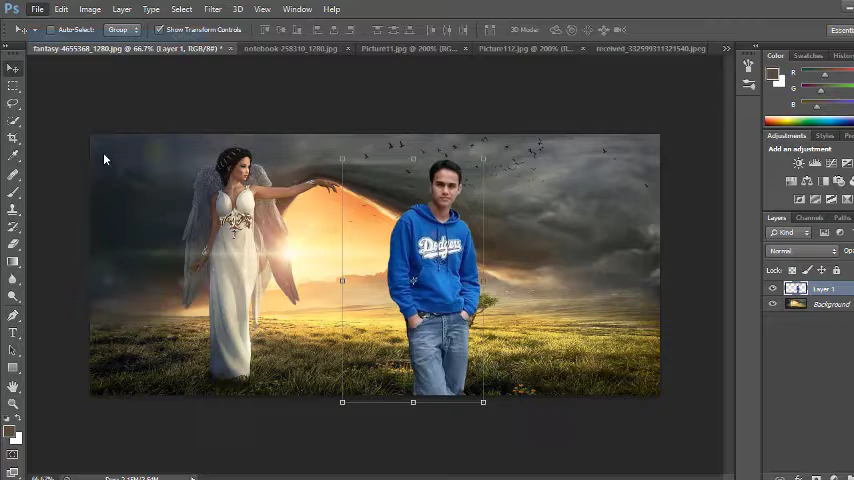 Ps File Edit Image Layer Type Select Filter 3D View Window Help
Auto-Select: Group Show Transform Controls 3D Mode: Essenti
fantasy-4655368_1280.jpg @ 66.7% (Layer 1, RGB/8#) * × notebook-258310_1280.jpg × Picture11.jpg @ 200% (RG... × Picture112.jpg @ 200% (R... × received_332599311321540.jpeg
Color Swatches Histor
R
G
B
Adjustments Styles
Add an adjustment
Dodgers
Layers Channels Paths
Kind
Normal Opa
Lock:
Layer 1
Background